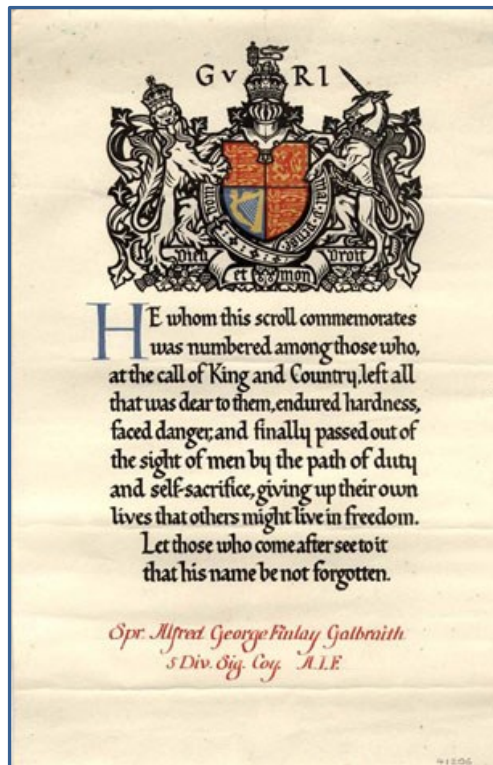 G V RI
Dieu et mon Droit
HE whom this scroll commemorates
was numbered among those who,
at the call of King and Country, left all
that was dear to them, endured hardness,
faced danger, and finally passed out of
the sight of men by the path of duty
and self-sacrifice, giving up their own
lives that others might live in freedom.
Let those who come after see to it
that his name be not forgotten.
Spr. Alfred George Finlay Galbraith
5 Div. Sig. Coy. A.I.F.